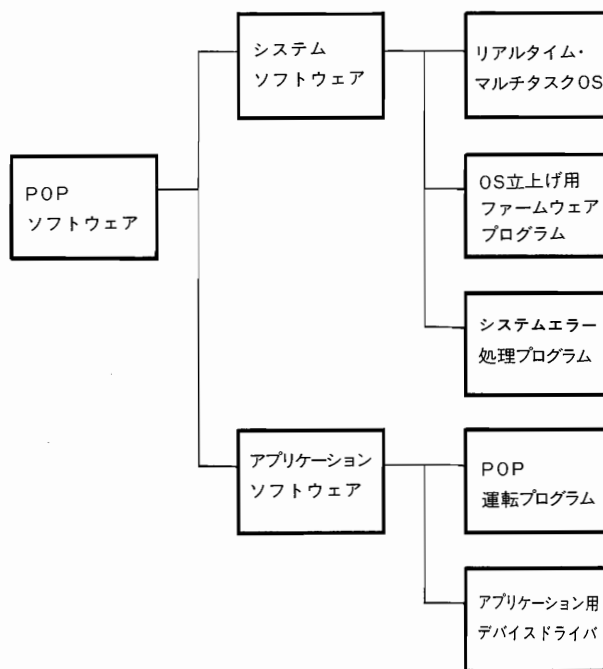 POP
ソフトウェア
システム
ソフトウェア
リアルタイム・
マルチタスクOS
OS立上げ用
ファームウェア
プログラム
システムエラー
処理プログラム
アプリケーション
ソフトウェア
POP
運転プログラム
アプリケーション用
デバイスドライバ